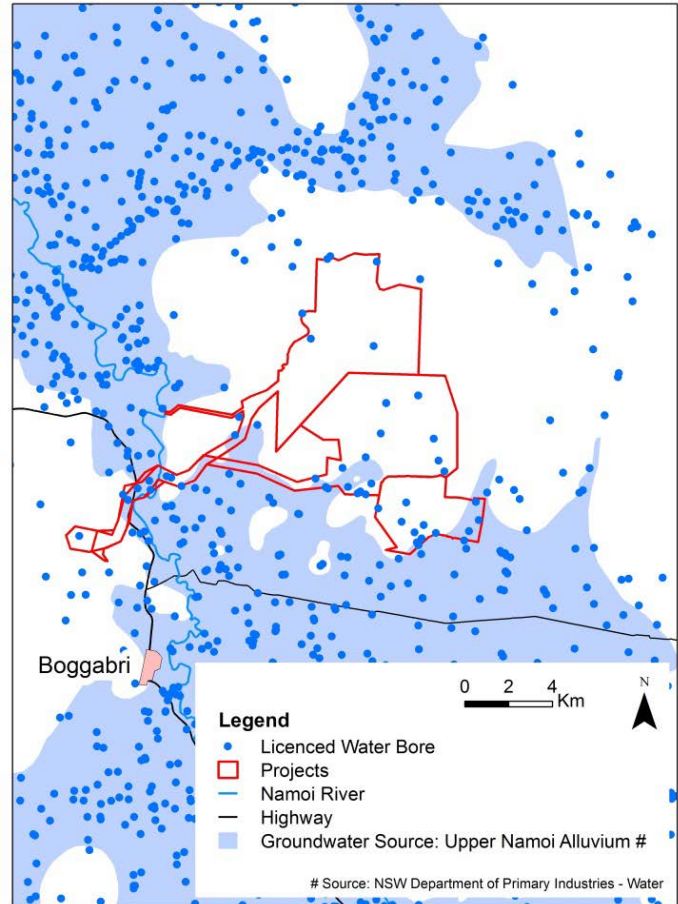 Boggabri
0 2 4
Km
N
Legend
Licenced Water Bore
Projects
Namoi River
Highway
Groundwater Source: Upper Namoi Alluvium #
# Source: NSW Department of Primary Industries - Water